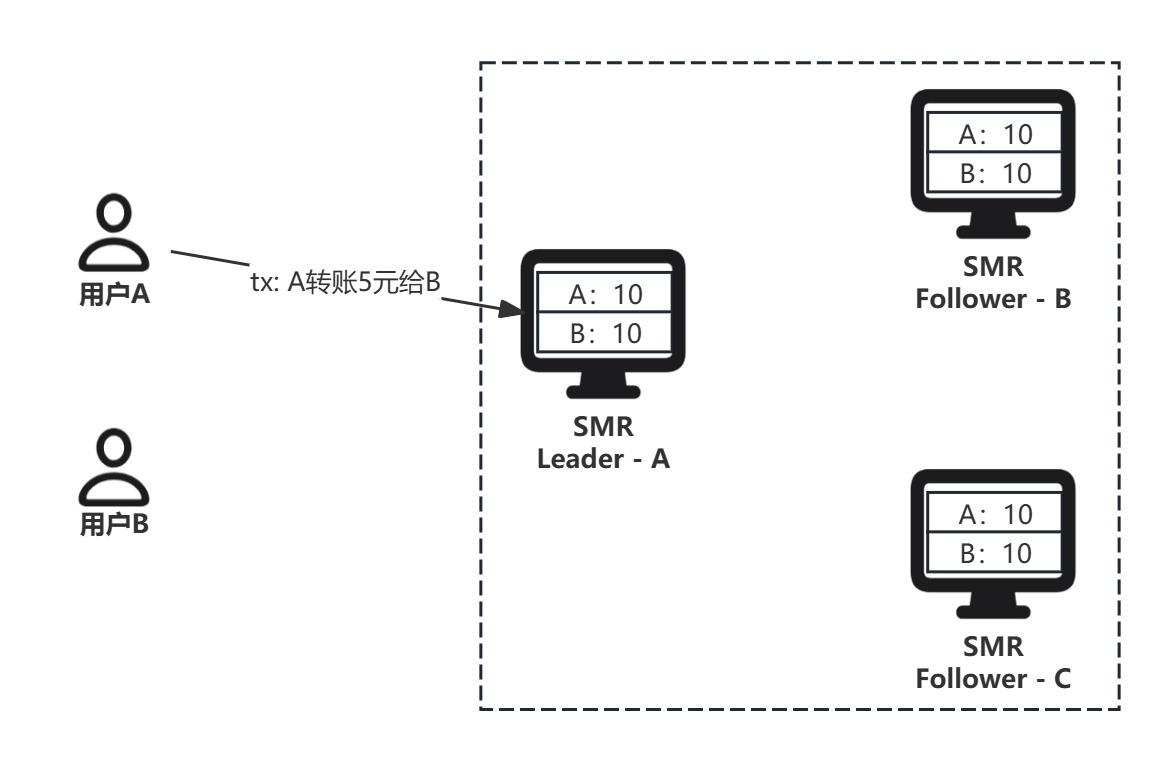 用户A
tx: A转账5元给B
用户B
A：10
B：10
SMR
Leader - A
A：10
B：10
SMR
Follower - B
A：10
B：10
SMR
Follower - C